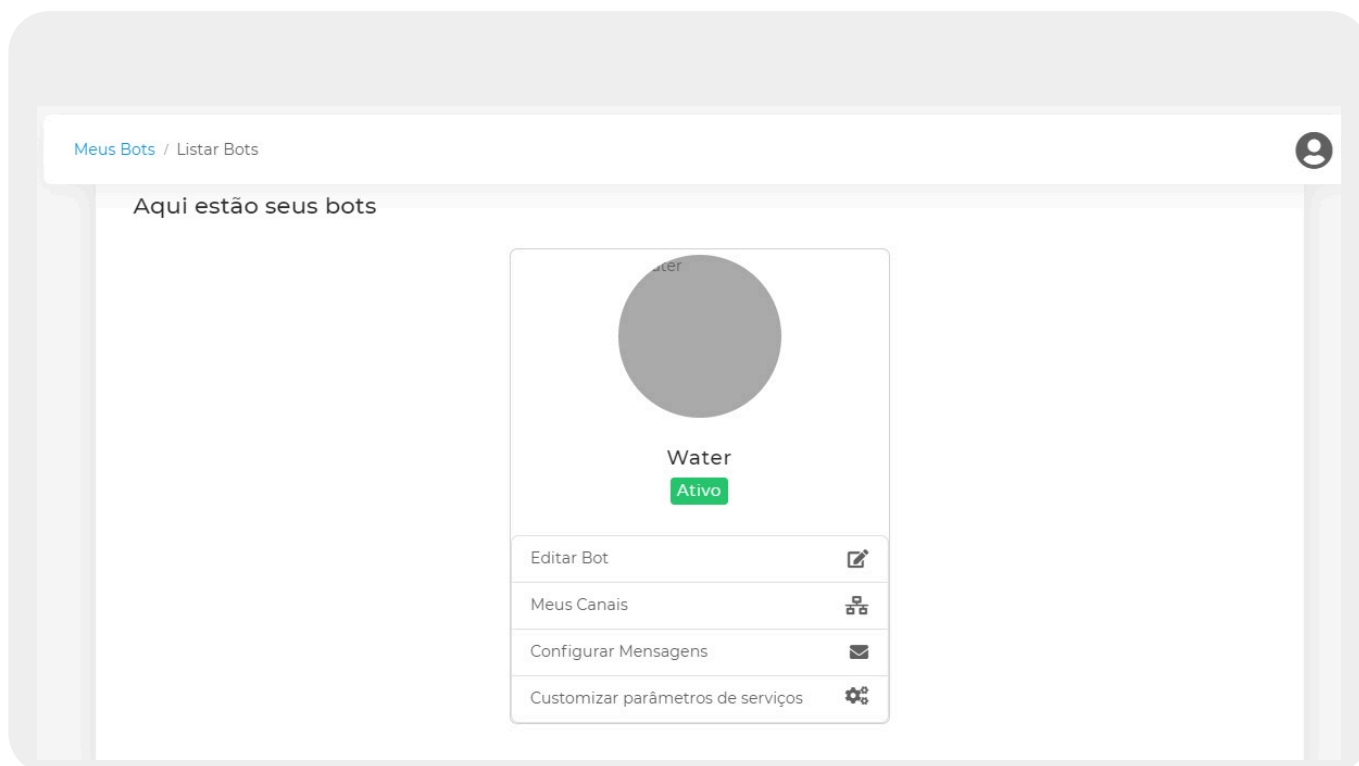 Meus Bots / Listar Bots
Aqui estão seus bots
Water
Ativo
Editar Bot
Meus Canais
Configurar Mensagens
Customizar parâmetros de serviços